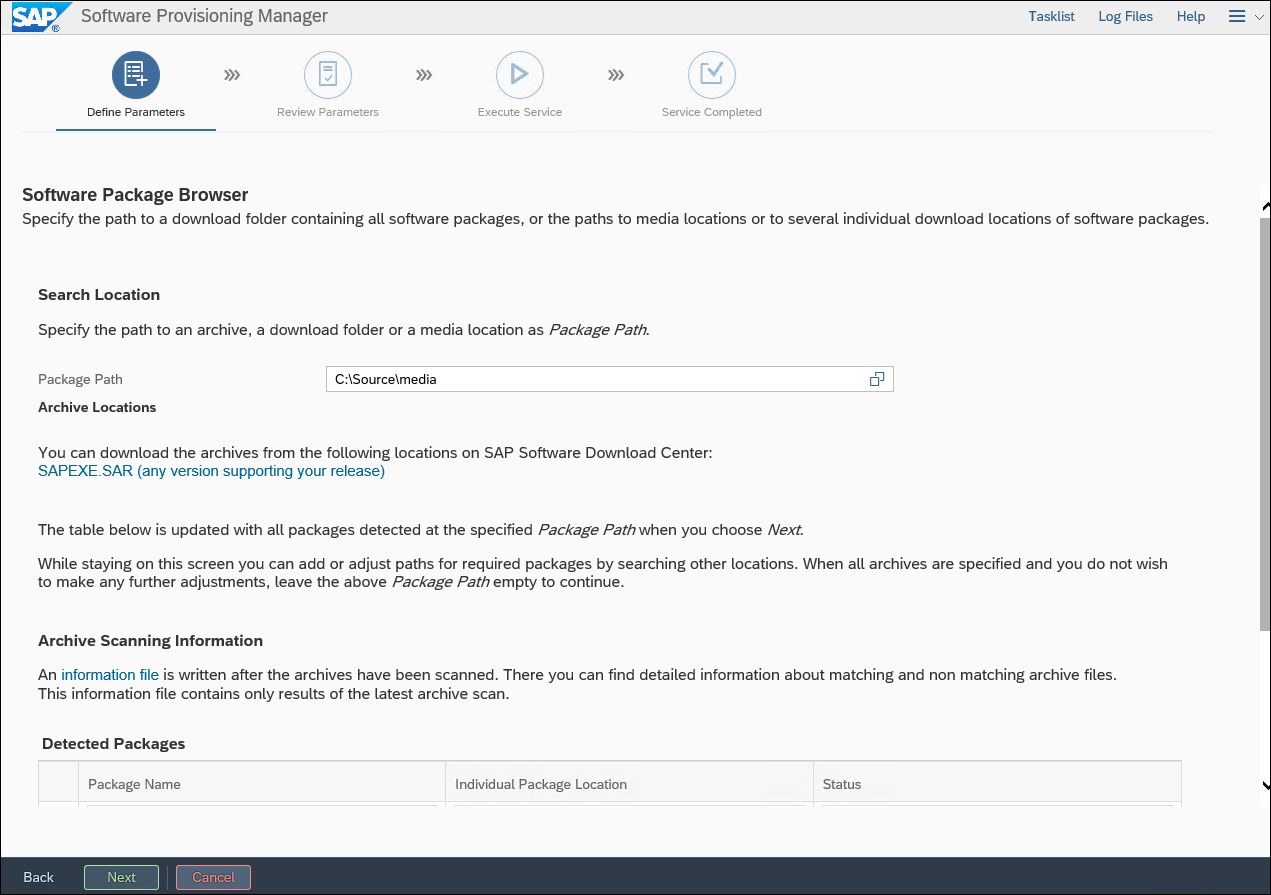 SAP® Software Provisioning Manager Tasklist Log Files Help
Define Parameters Review Parameters Execute Service Service Completed
Software Package Browser
Specify the path to a download folder containing all software packages, or the paths to media locations or to several individual download locations of software packages.
Search Location
Specify the path to an archive, a download folder or a media location as Package Path.
Package Path C:\Source\media
Archive Locations
You can download the archives from the following locations on SAP Software Download Center:
SAPEXE.SAR (any version supporting your release)
The table below is updated with all packages detected at the specified Package Path when you choose Next.
While staying on this screen you can add or adjust paths for required packages by searching other locations. When all archives are specified and you do not wish
to make any further adjustments, leave the above Package Path empty to continue.
Archive Scanning Information
An information file is written after the archives have been scanned. There you can find detailed information about matching and non matching archive files.
This information file contains only results of the latest archive scan.
Detected Packages
Package Name Individual Package Location Status
Back Next Cancel